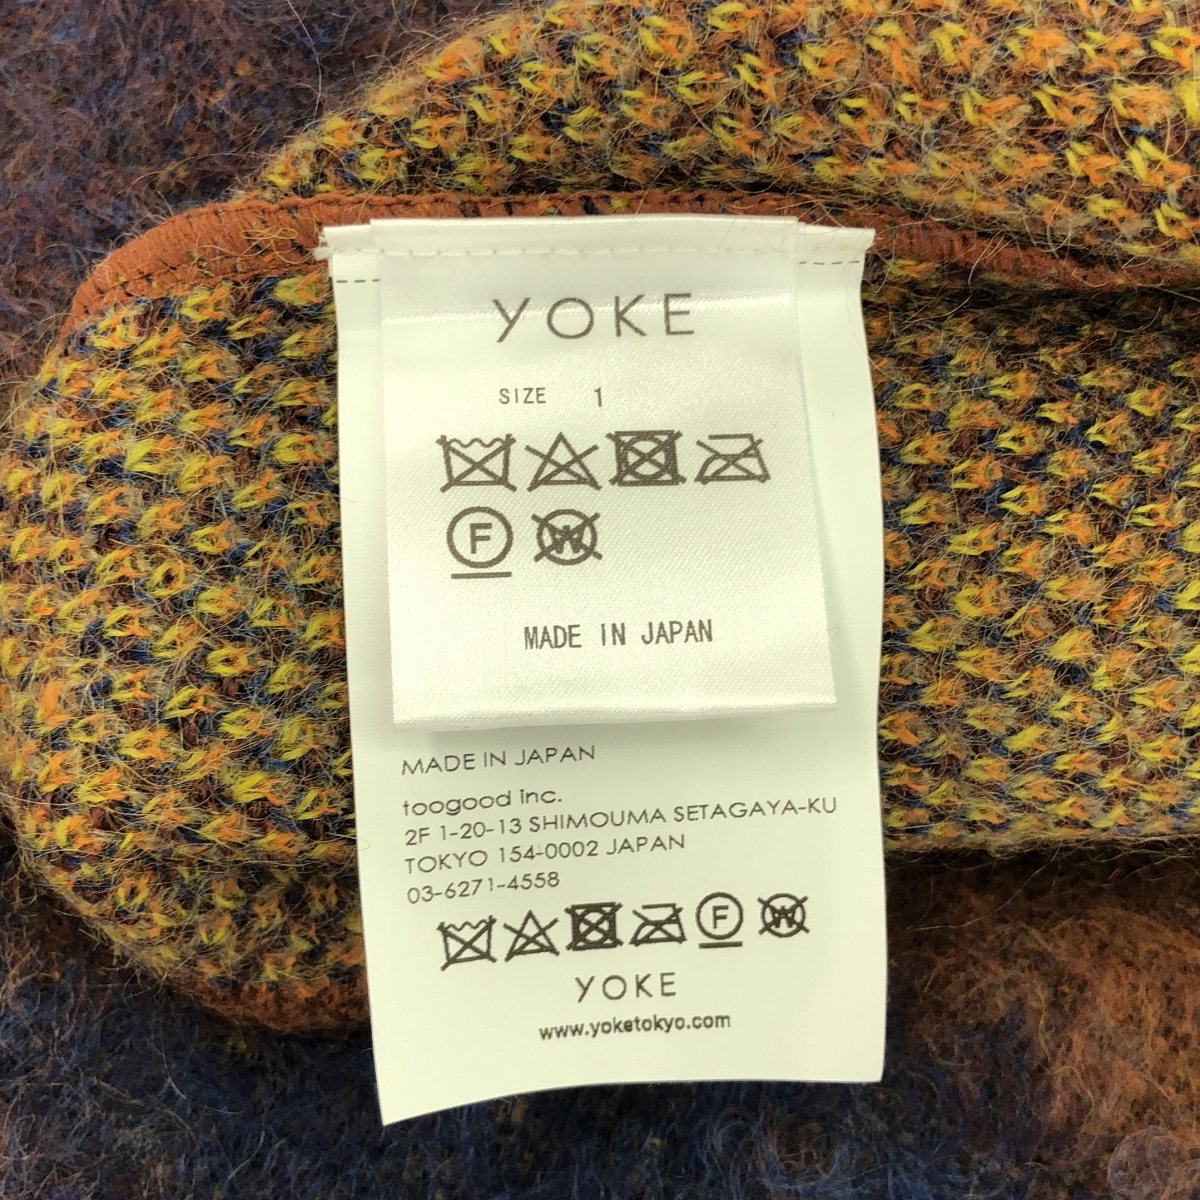 YOKE
SIZE 1
F W
MADE IN JAPAN
MADE IN JAPAN
toogood inc.
2F 1-20-13 SHIMOUMA SETAGAYA-KU
TOKYO 154-0002 JAPAN
03-6271-4558
F W
YOKE
www.yoketokyo.com